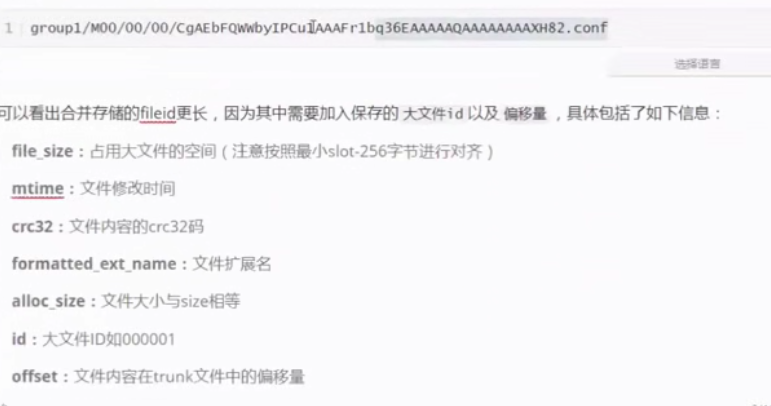 1 group1/M00/00/00/CgAEbFQWWbyIPCu1AAAFr1bq36EAAAAAQAAAAAAAAXH82.conf
选择语言
可以看出合并存储的fileid更长，因为其中需要加入保存的 大文件id 以及 偏移量 ，具体包括了如下信息：
file_size：占用大文件的空间（注意按照最小slot-256字节进行对齐）
mtime：文件修改时间
crc32：文件内容的crc32码
formatted_ext_name：文件扩展名
alloc_size：文件大小与size相等
id：大文件ID如000001
offset：文件内容在trunk文件中的偏移量